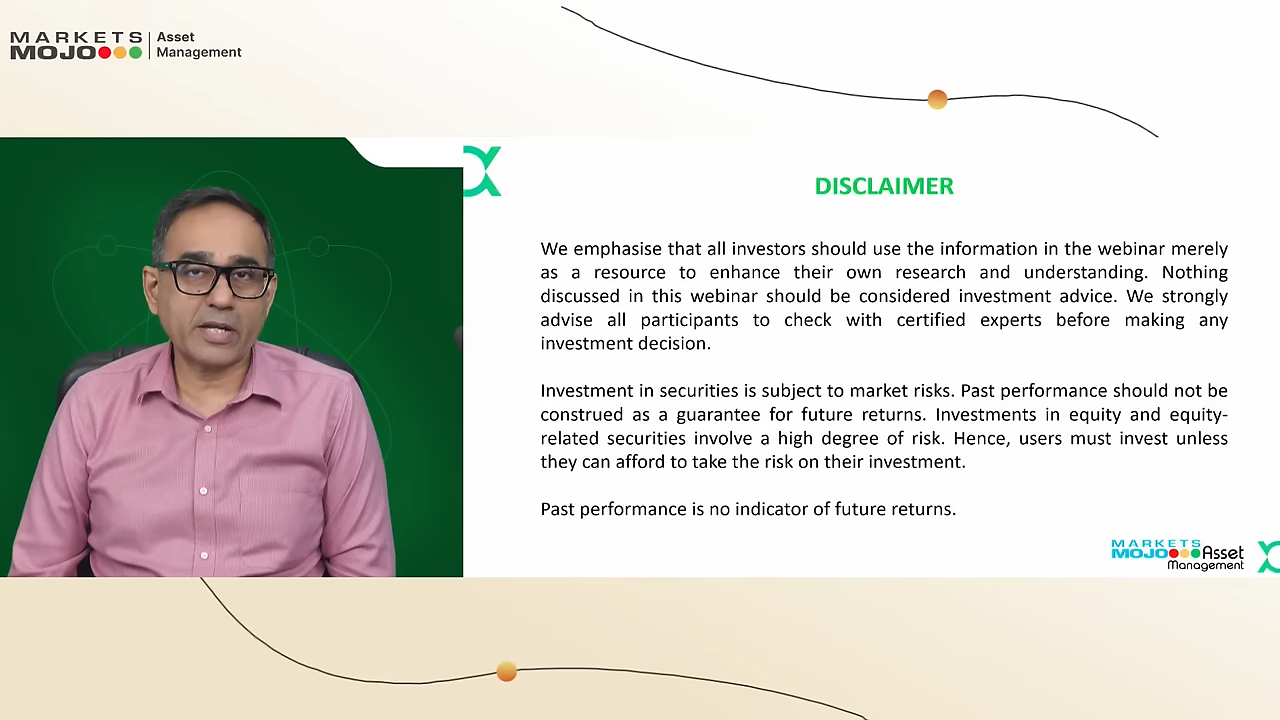 MARKETS
MOJO
Asset
Management
DISCLAIMER
We emphasise that all investors should use the information in the webinar merely
as a resource to enhance their own research and understanding. Nothing
discussed in this webinar should be considered investment advice. We strongly
advise all participants to check with certified experts before making any
investment decision.
Investment in securities is subject to market risks. Past performance should not be
construed as a guarantee for future returns. Investments in equity and equity-
related securities involve a high degree of risk. Hence, users must invest unless
they can afford to take the risk on their investment.
Past performance is no indicator of future returns.
MARKETS
MOJO Asset
Management